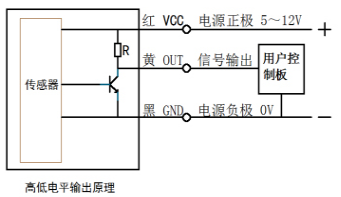 红 VCC 电源正极 5～12V +
R
黄 OUT 信号输出
用户控
制板
传感器
黑 GND 电源负极 0V —
高低电平输出原理